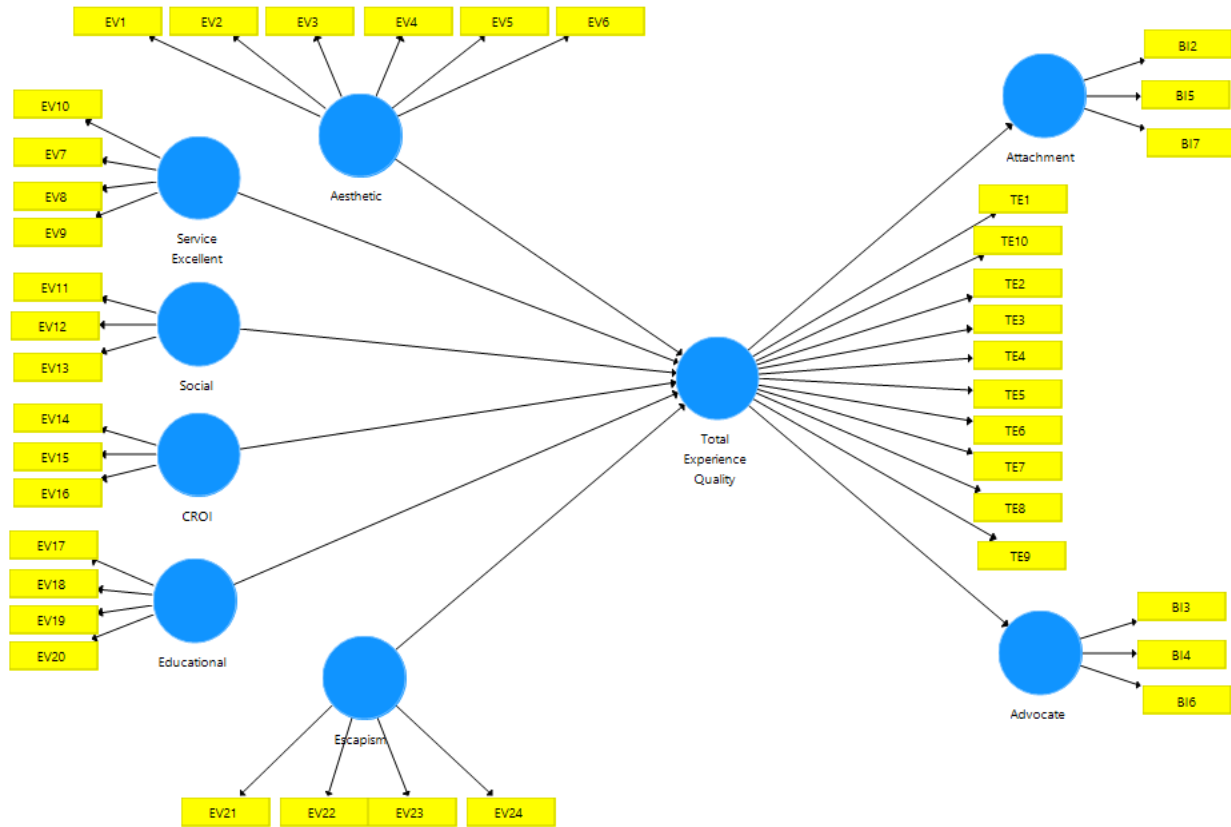 EV1
EV2
EV3
EV4
EV5
EV6
Aesthetic
EV10
EV7
EV8
EV9
Service
Excellent
EV11
EV12
EV13
Social
EV14
EV15
EV16
CROI
EV17
EV18
EV19
EV20
Educational
Escapism
EV21
EV22
EV23
EV24
Total
Experience
Quality
BI2
BI5
BI7
Attachment
TE1
TE10
TE2
TE3
TE4
TE5
TE6
TE7
TE8
TE9
BI3
BI4
BI6
Advocate